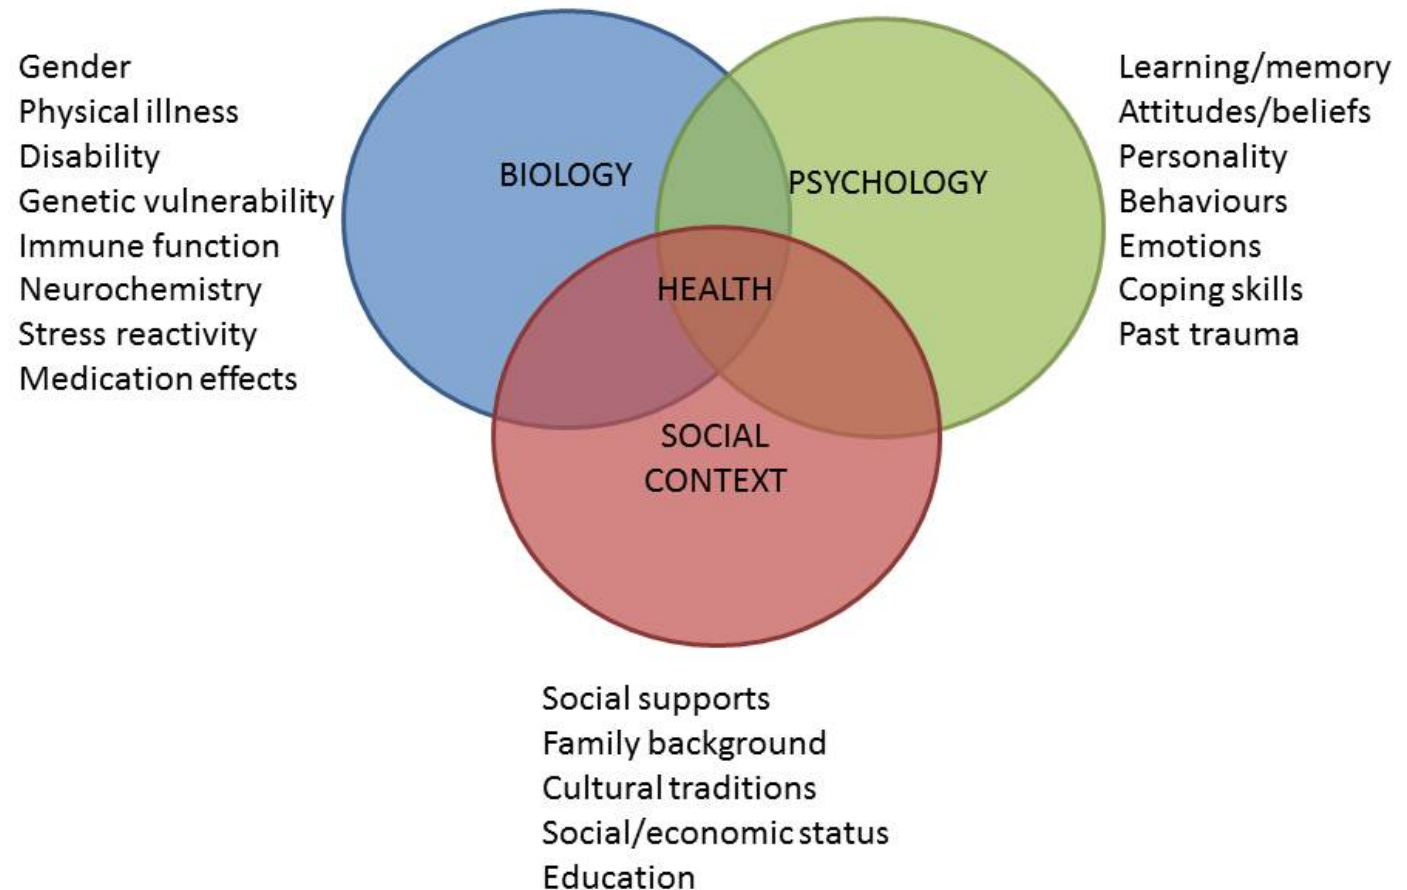 Gender
Physical illness
Disability
Genetic vulnerability
Immune function
Neurochemistry
Stress reactivity
Medication effects
BIOLOGY
PSYCHOLOGY
HEALTH
SOCIAL
CONTEXT
Learning/memory
Attitudes/beliefs
Personality
Behaviours
Emotions
Coping skills
Past trauma
Social supports
Family background
Cultural traditions
Social/economic status
Education